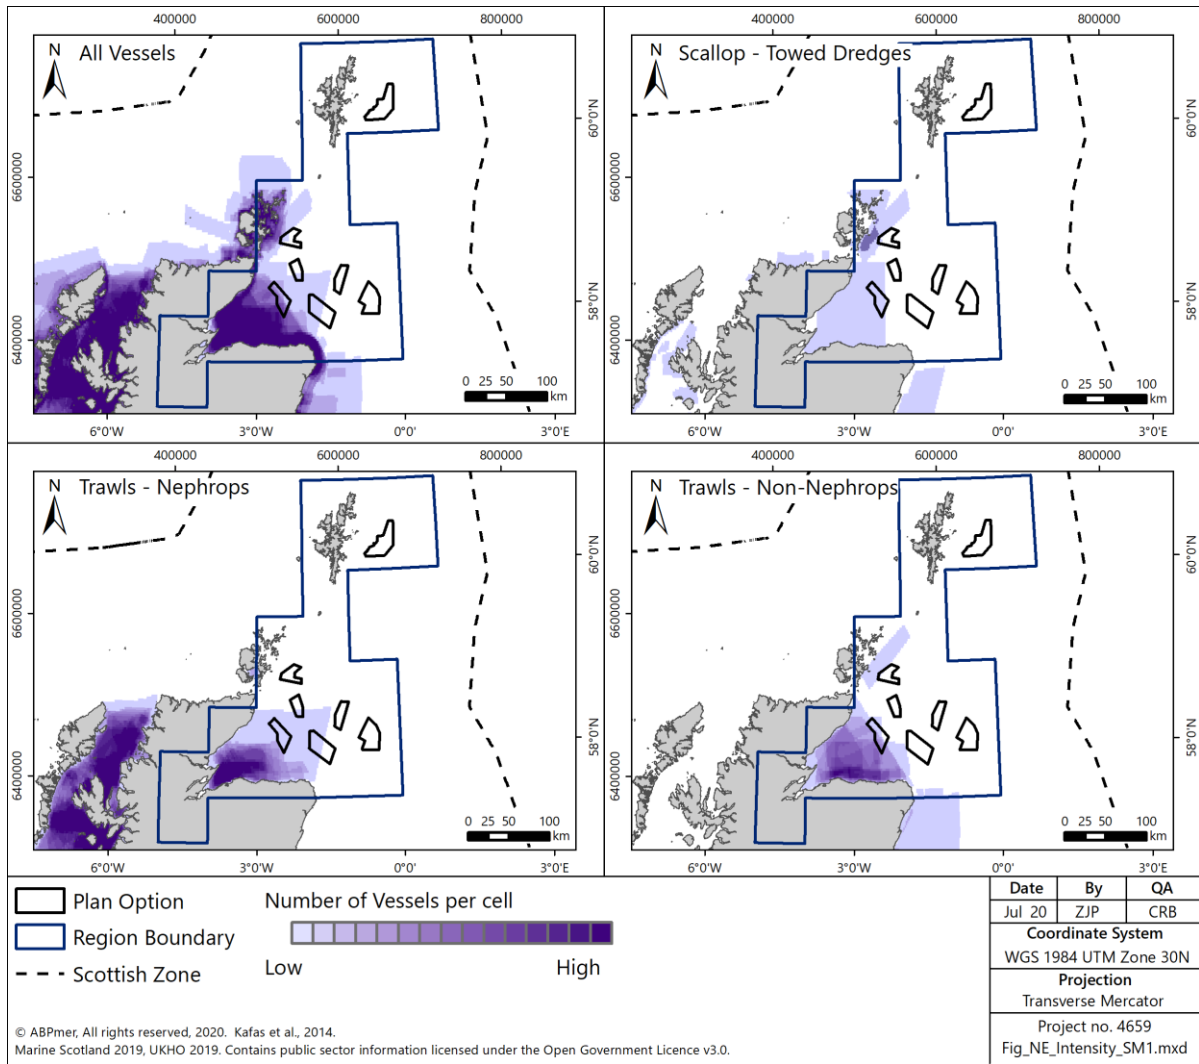 400000 600000 800000
400000 600000 800000
N
All Vessels
N
Scallop - Towed Dredges
60°0'N
60°0'N
6600000
6600000
58°0'N
58°0'N
6400000
6400000
0 25 50 100
km
0 25 50 100
km
6°0'W 3°0'W 0°0' 3°0'E
6°0'W 3°0'W 0°0' 3°0'E
400000 600000 800000
400000 600000 800000
N
Trawls - Nephrops
N
Trawls - Non-Nephrops
60°0'N
60°0'N
6600000
6600000
58°0'N
58°0'N
6400000
6400000
0 25 50 100
km
0 25 50 100
km
6°0'W 3°0'W 0°0' 3°0'E
6°0'W 3°0'W 0°0' 3°0'E
Plan Option
Region Boundary
Scottish Zone
Number of Vessels per cell
Low High
Date By QA
Jul 20 ZJP CRB
Coordinate System
WGS 1984 UTM Zone 30N
Projection
Transverse Mercator
Project no. 4659
Fig_NE_Intensity_SM1.mxd
© ABPmer, All rights reserved, 2020. Kafas et al., 2014.
Marine Scotland 2019, UKHO 2019. Contains public sector information licensed under the Open Government Licence v3.0.